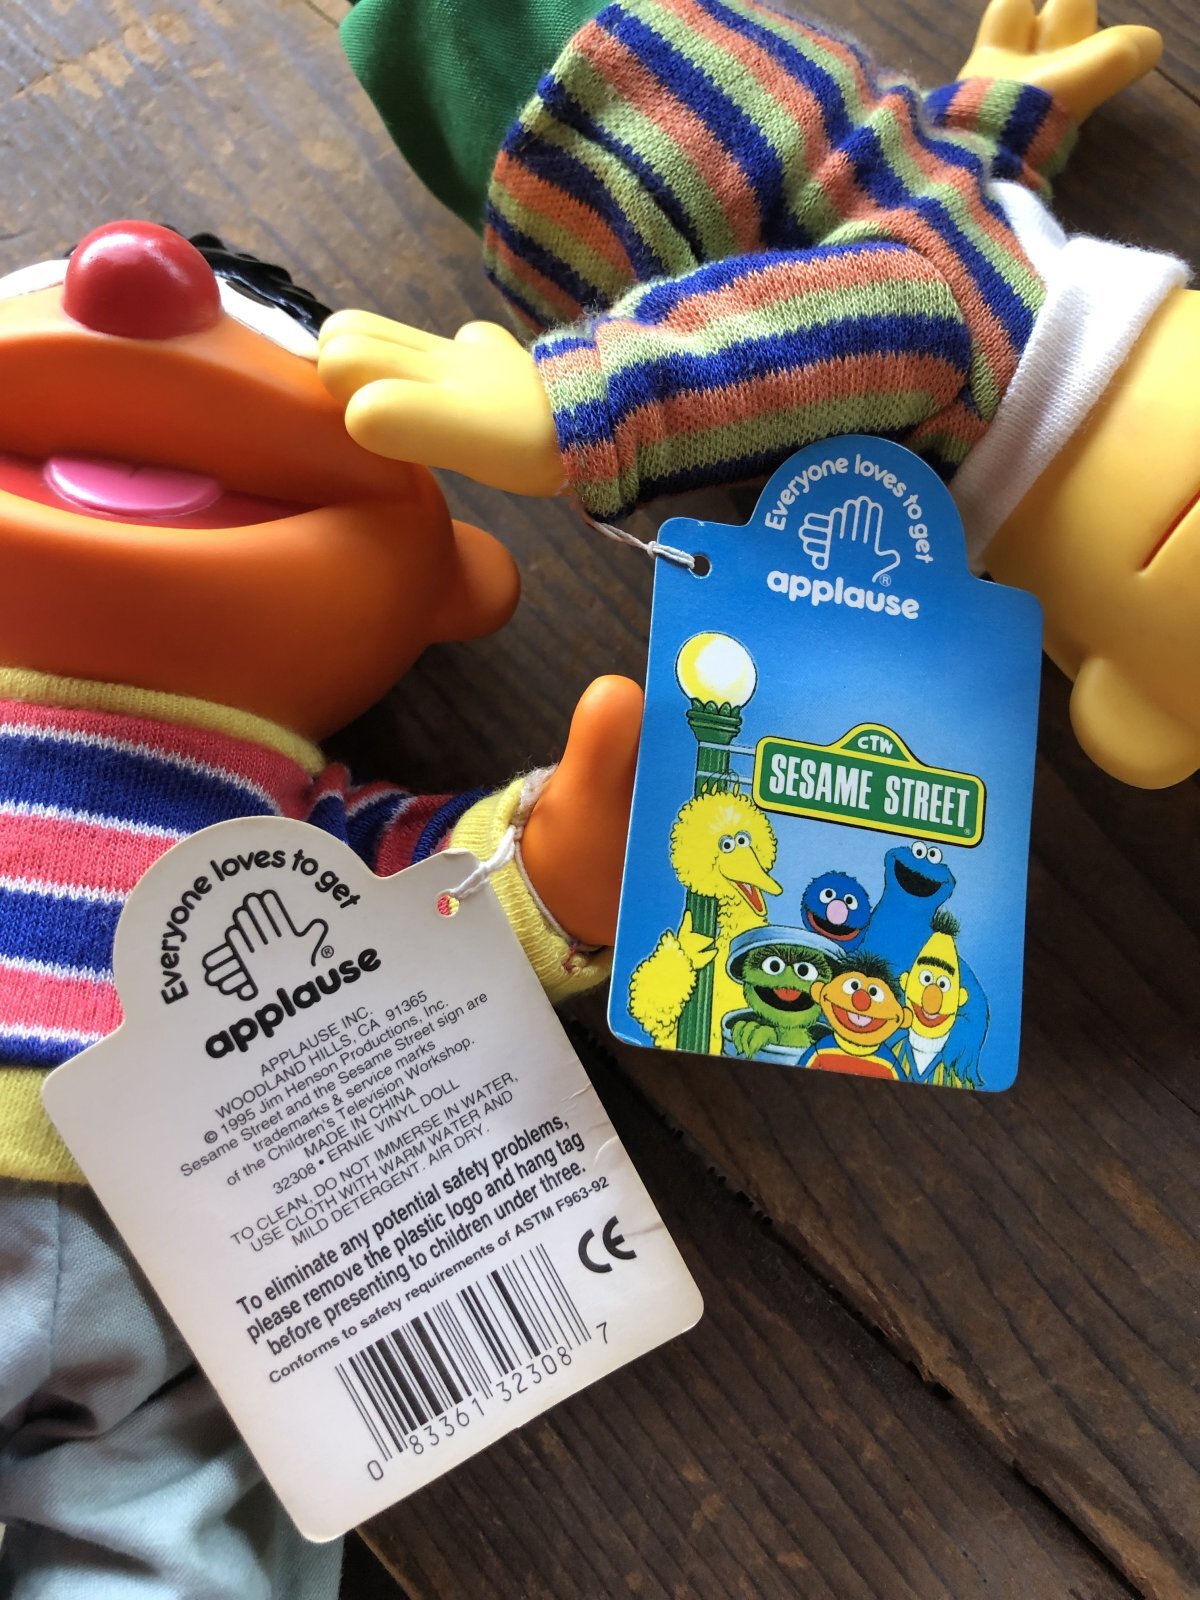 Everyone loves to get
applause
®
CTW
SESAME STREET
®
Everyone loves to get
®
applause
APPLAUSE INC.
WOODLAND HILLS, CA 91365
© 1995 Jim Henson Productions, Inc.
Sesame Street and the Sesame Street sign are
trademarks & service marks
of the Children's Television Workshop.
MADE IN CHINA
32308 • ERNIE VINYL DOLL
TO CLEAN, DO NOT IMMERSE IN WATER,
USE CLOTH WITH WARM WATER AND
MILD DETERGENT. AIR DRY.
To eliminate any potential safety problems,
please remove the plastic logo and hang tag
before presenting to children under three.
Conforms to safety requirements of ASTM F963-92
CE
0 83361 32308 7